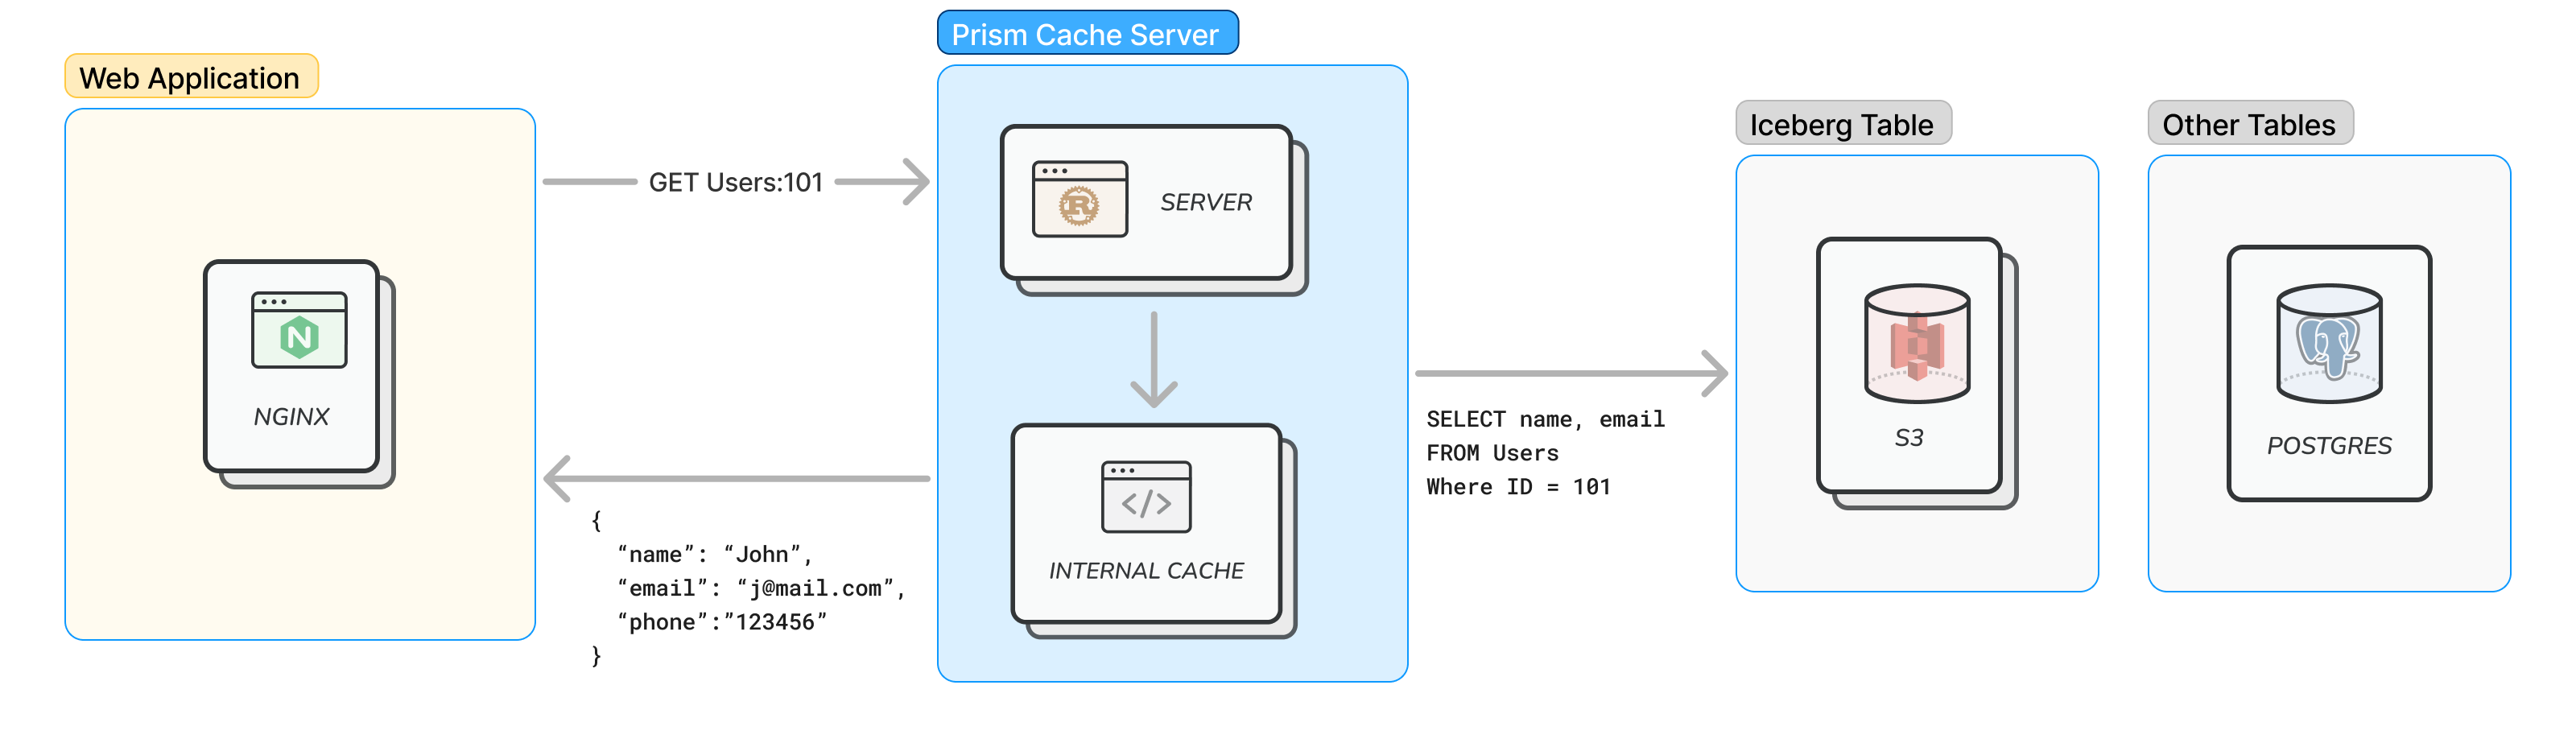 Prism Cache Server
Web Application
Iceberg Table
Other Tables
GET Users:101
SERVER
NGINX
S3
POSTGRES
SELECT name, email
FROM Users
Where ID = 101
INTERNAL CACHE
{
“name”: “John”,
“email”: “j@mail.com”,
“phone”:”123456”
}